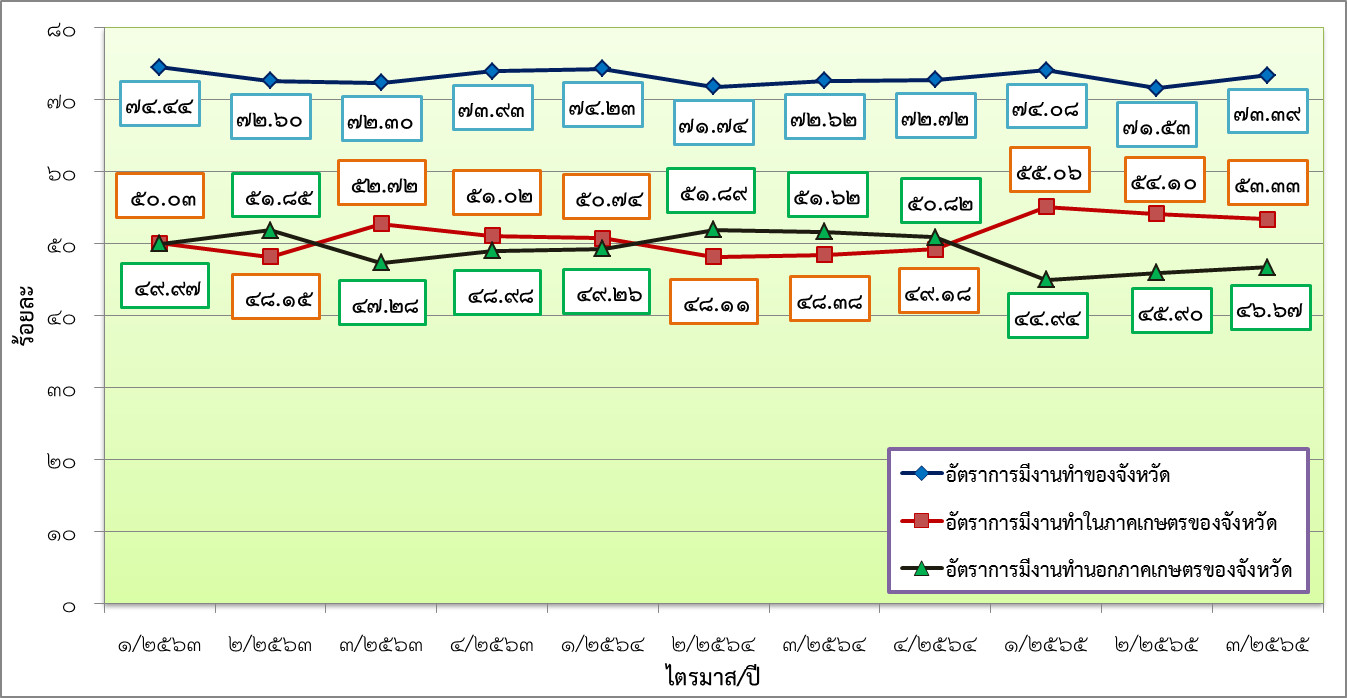 ๘๐
๗๐
๖๐
๕๐
๔๐
๓๐
๒๐
๑๐
๐
ร้อยละ
๗๔.๔๔ ๗๒.๖๐ ๗๒.๓๐ ๗๓.๙๓ ๗๔.๒๓ ๗๑.๗๔ ๗๒.๖๒ ๗๒.๗๒ ๗๔.๐๘ ๗๑.๕๓ ๗๓.๓๙
๕๐.๐๓ ๕๑.๘๕ ๕๒.๗๒ ๕๑.๐๒ ๕๐.๗๔ ๕๑.๘๙ ๕๑.๖๒ ๕๐.๘๒ ๕๕.๐๖ ๕๔.๑๐ ๕๓.๓๓
๔๙.๙๗ ๔๘.๑๕ ๔๗.๒๘ ๔๘.๙๘ ๔๙.๒๖ ๔๘.๑๑ ๔๘.๓๘ ๔๙.๑๘ ๔๔.๙๔ ๔๕.๙๐ ๔๖.๖๗
อัตราการมีงานทำของจังหวัด
อัตราการมีงานทำในภาคเกษตรของจังหวัด
อัตราการมีงานทำนอกภาคเกษตรของจังหวัด
๑/๒๕๖๓ ๒/๒๕๖๓ ๓/๒๕๖๓ ๔/๒๕๖๓ ๑/๒๕๖๔ ๒/๒๕๖๔ ๓/๒๕๖๔ ๔/๒๕๖๔ ๑/๒๕๖๕ ๒/๒๕๖๕ ๓/๒๕๖๕
ไตรมาส/ปี